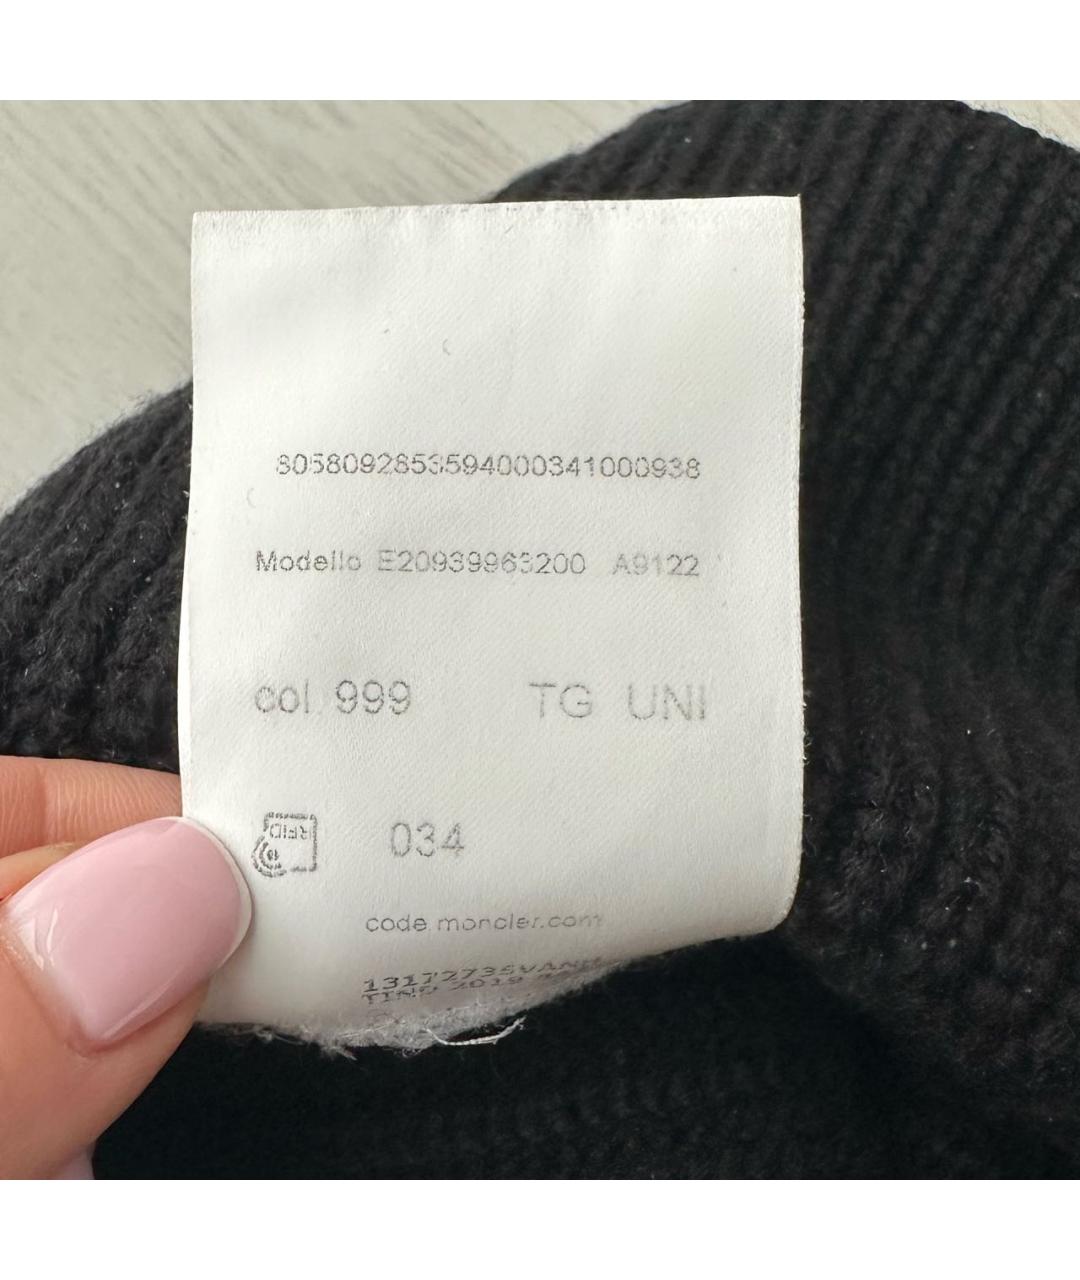 8058092853594000341000938
Modello E20939963200 A9122
col 999 TG UNI
RFID 034
code.moncler.com